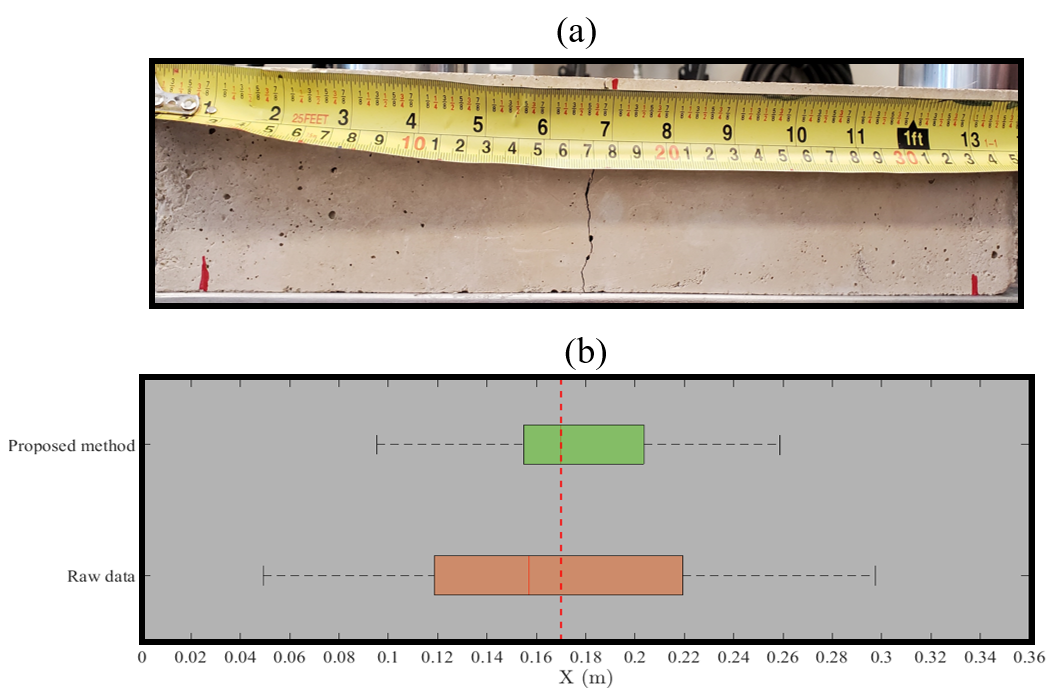 (a)
1 2 25FEET 3 4 5 6 7 8 9 10 11 1ft 13
5 6 7 8 9 10 1 2 3 4 5 6 7 8 9 20 1 2 3 4 5 6 7 8 9 30 1 2 3 4 5
(b)
Proposed method
Raw data
0 0.02 0.04 0.06 0.08 0.1 0.12 0.14 0.16 0.18 0.2 0.22 0.24 0.26 0.28 0.3 0.32 0.34 0.36
X (m)